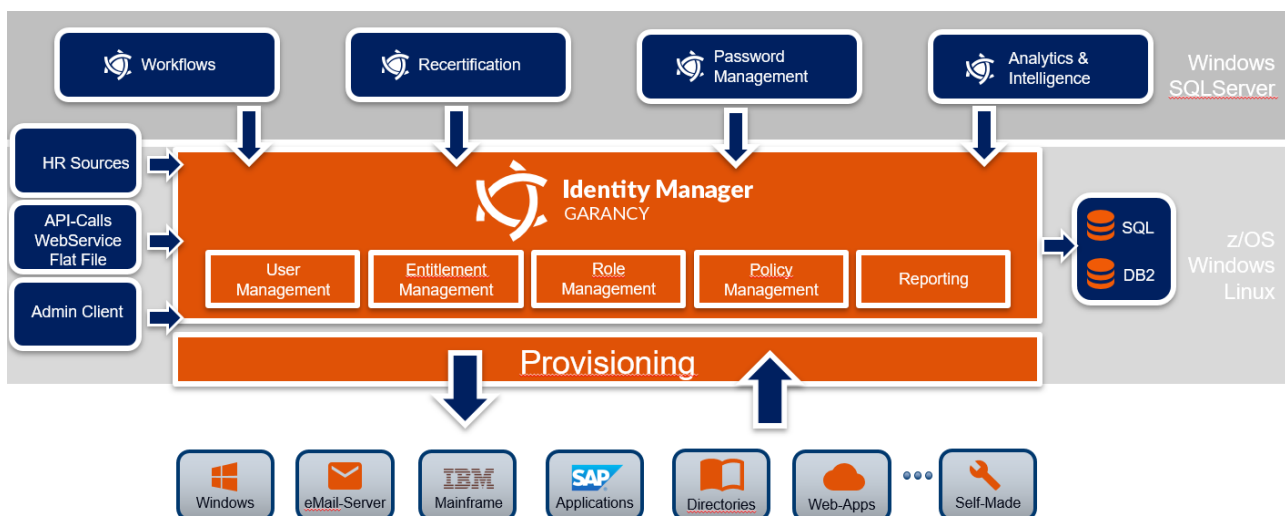 Workflows
Recertification
Password
Management
Analytics &
Intelligence
Windows
SQLServer
HR Sources
API-Calls
WebService
Flat File
Admin Client
Identity Manager
GARANCY
User
Management
Entitlement
Management
Role
Management
Policy
Management
Reporting
SQL
DB2
z/OS
Windows
Linux
Provisioning
Windows
eMail-Server
IBM
Mainframe
SAP
Applications
Directories
Web-Apps
Self-Made